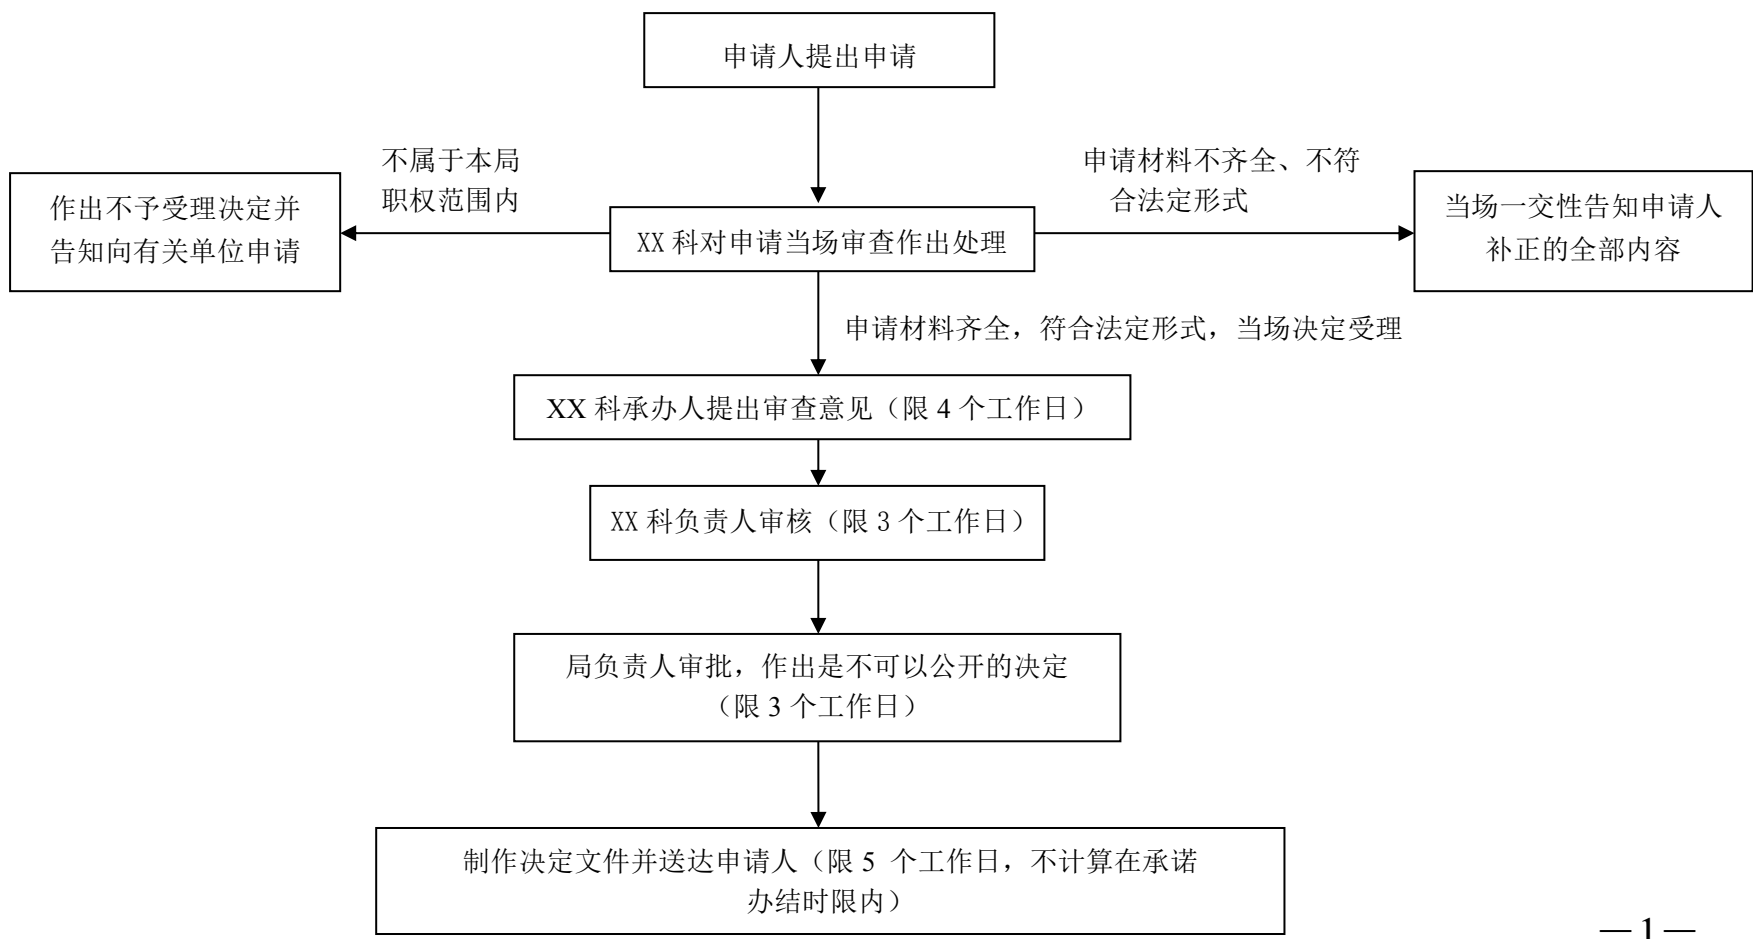 申请人提出申请
不属于本局
职权范围内
申请材料不齐全、不符
合法定形式
作出不予受理决定并
告知向有关单位申请
XX 科对申请当场审查作出处理
当场一交性告知申请人
补正的全部内容
申请材料齐全，符合法定形式，当场决定受理
XX 科承办人提出审查意见（限 4 个工作日）
XX 科负责人审核（限 3 个工作日）
局负责人审批，作出是不可以公开的决定
（限 3 个工作日）
制作决定文件并送达申请人（限 5 个工作日，不计算在承诺
办结时限内）
—1—